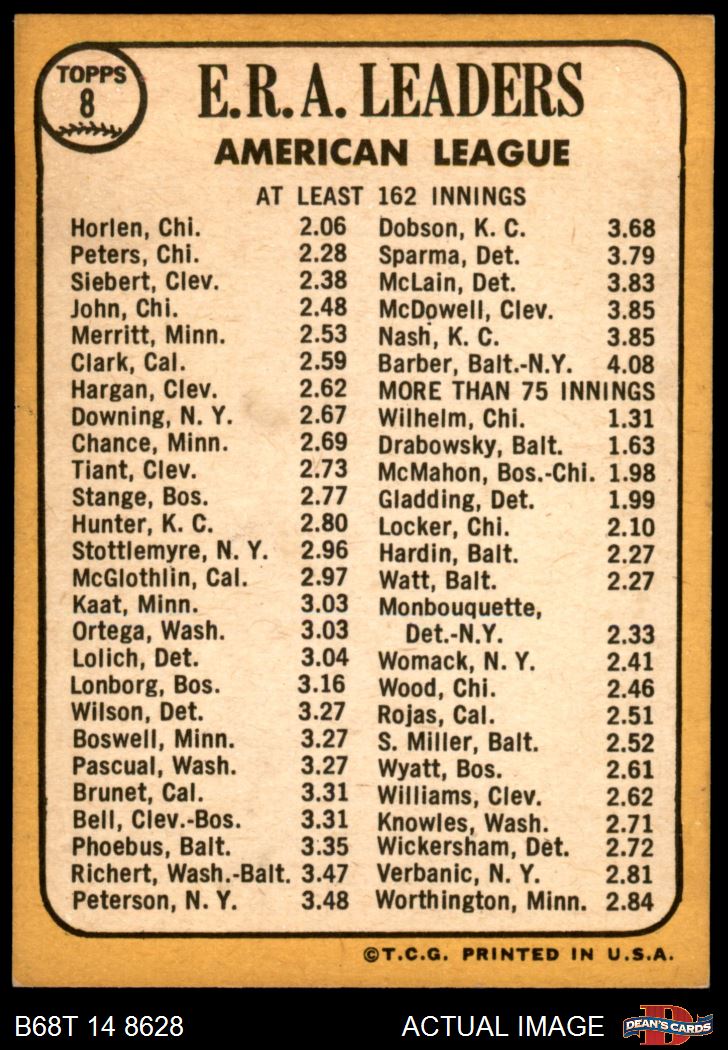 TOPPS
8
E.R.A. LEADERS
AMERICAN LEAGUE
AT LEAST 162 INNINGS
Horlen, Chi. 2.06
Peters, Chi. 2.28
Siebert, Clev. 2.38
John, Chi. 2.48
Merritt, Minn. 2.53
Clark, Cal. 2.59
Hargan, Clev. 2.62
Downing, N. Y. 2.67
Chance, Minn. 2.69
Tiant, Clev. 2.73
Stange, Bos. 2.77
Hunter, K. C. 2.80
Stottlemyre, N. Y. 2.96
McGlothlin, Cal. 2.97
Kaat, Minn. 3.03
Ortega, Wash. 3.03
Lolich, Det. 3.04
Lonborg, Bos. 3.16
Wilson, Det. 3.27
Boswell, Minn. 3.27
Pascual, Wash. 3.27
Brunet, Cal. 3.31
Bell, Clev.-Bos. 3.31
Phoebus, Balt. 3.35
Richert, Wash.-Balt. 3.47
Peterson, N. Y. 3.48
Dobson, K. C. 3.68
Sparma, Det. 3.79
McLain, Det. 3.83
McDowell, Clev. 3.85
Nash, K. C. 3.85
Barber, Balt.-N.Y. 4.08
MORE THAN 75 INNINGS
Wilhelm, Chi. 1.31
Drabowsky, Balt. 1.63
McMahon, Bos.-Chi. 1.98
Gladding, Det. 1.99
Locker, Chi. 2.10
Hardin, Balt. 2.27
Watt, Balt. 2.27
Monbouquette,
Det.-N.Y. 2.33
Womack, N. Y. 2.41
Wood, Chi. 2.46
Rojas, Cal. 2.51
S. Miller, Balt. 2.52
Wyatt, Bos. 2.61
Williams, Clev. 2.62
Knowles, Wash. 2.71
Wickersham, Det. 2.72
Verbanic, N. Y. 2.81
Worthington, Minn. 2.84
©T.C.G. PRINTED IN U.S.A.
B68T 14 8628
ACTUAL IMAGE
D
DEAN'S CARDS